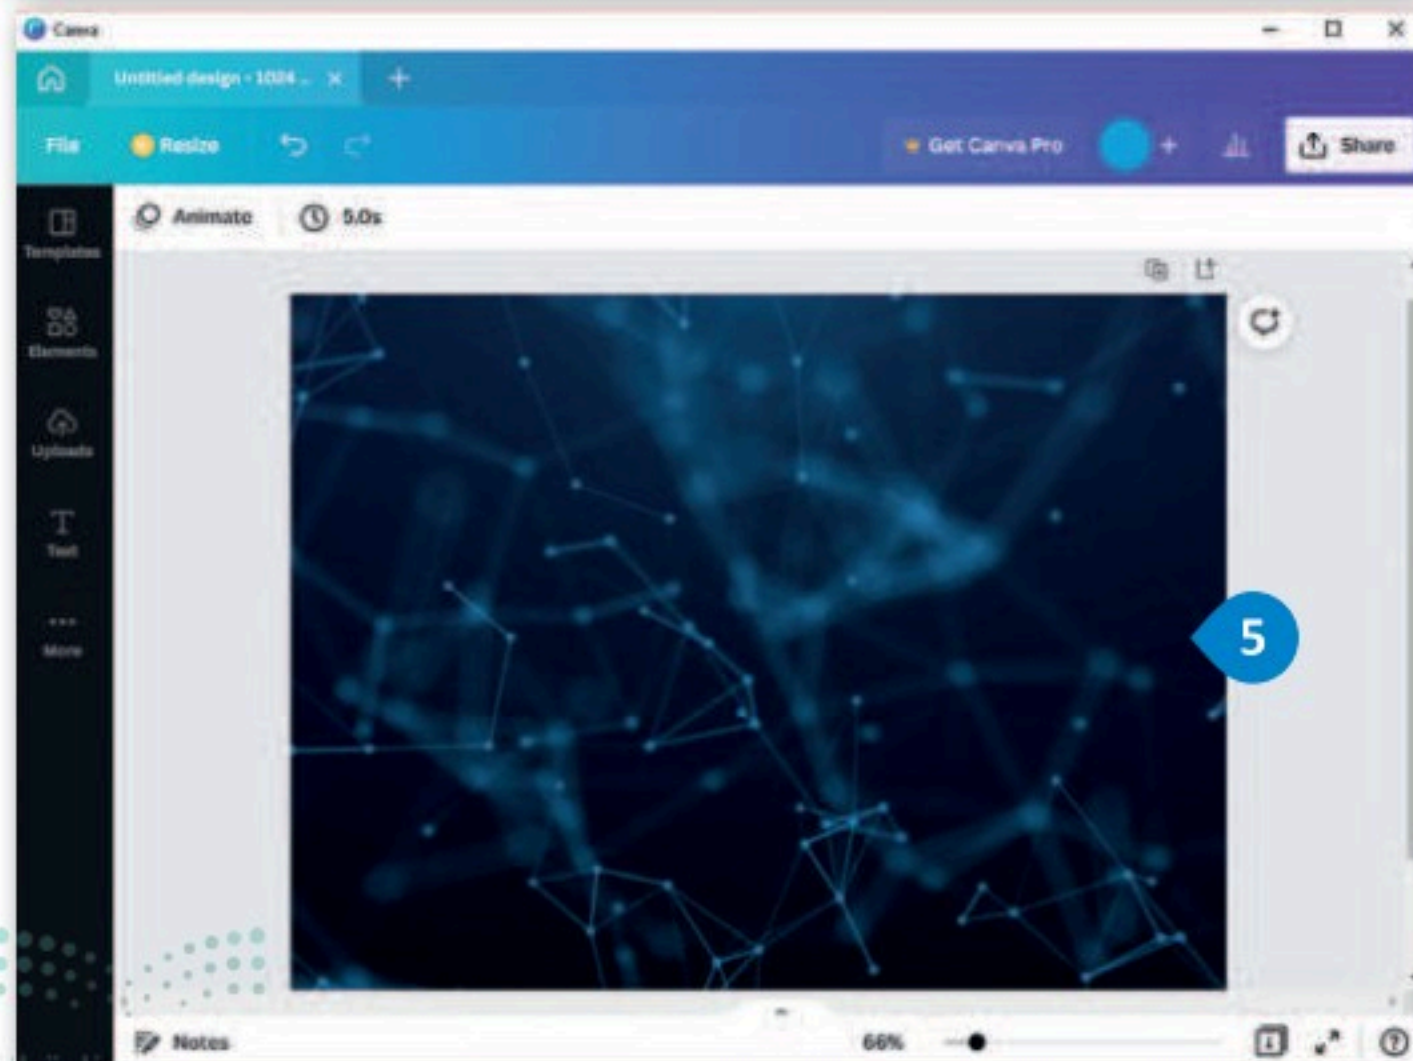 Canva
Untitled design - 1024 ...
File
Resize
Get Canva Pro
Share
Templates
Animate
5.0s
Elements
Uploads
Text
More
5
Notes
66%